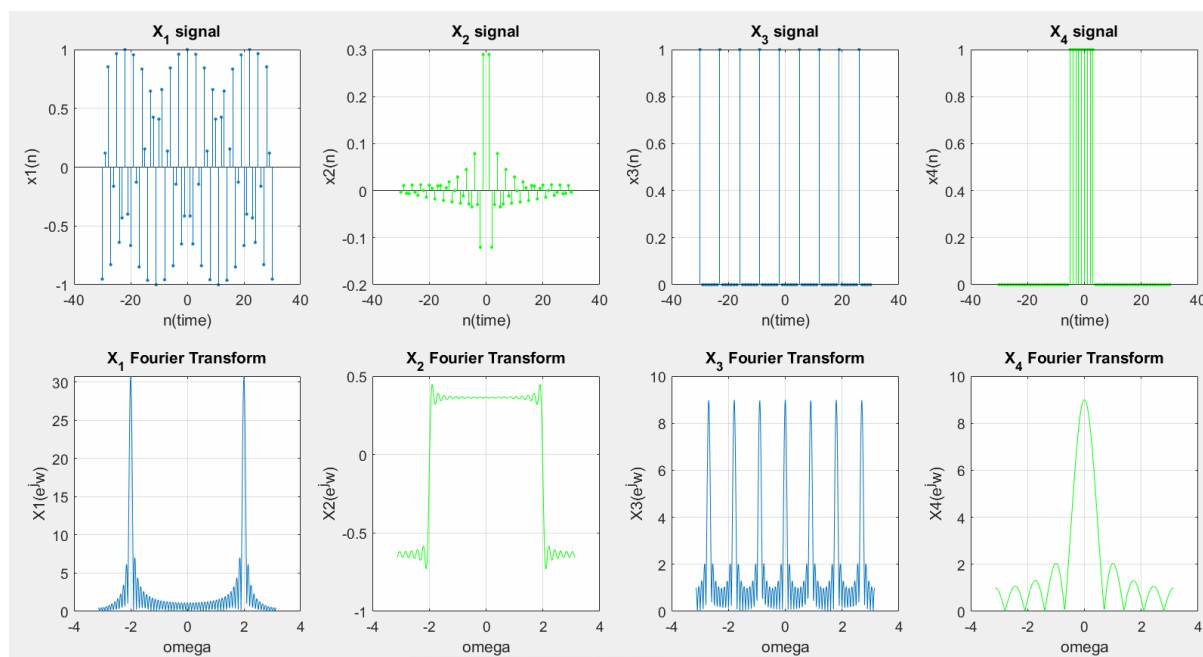 X1 signal
1
0.5
0
-0.5
-1
x1(n)
-40 -20 0 20 40
n(time)
X2 signal
0.3
0.2
0.1
0
-0.1
-0.2
x2(n)
-40 -20 0 20 40
n(time)
X3 signal
1
0.8
0.6
0.4
0.2
0
x3(n)
-40 -20 0 20 40
n(time)
X4 signal
1
0.8
0.6
0.4
0.2
0
x4(n)
-40 -20 0 20 40
n(time)
X1 Fourier Transform
30
25
20
15
10
5
0
X1(e^jw)
-4 -2 0 2 4
omega
X2 Fourier Transform
0.5
0
-0.5
-1
X2(e^jw)
-4 -2 0 2 4
omega
X3 Fourier Transform
10
8
6
4
2
0
X3(e^jw)
-4 -2 0 2 4
omega
X4 Fourier Transform
10
8
6
4
2
0
X4(e^jw)
-4 -2 0 2 4
omega